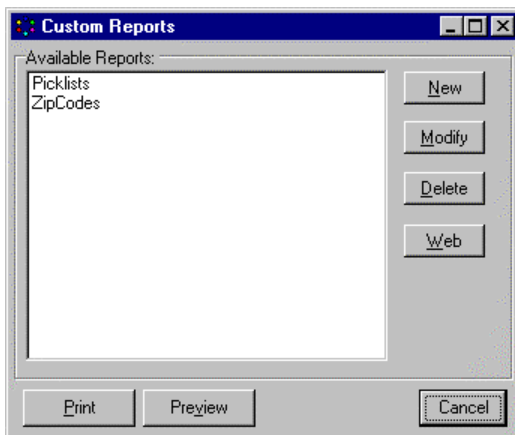 Custom Reports
Available Reports:
Picklists
ZipCodes
New
Modify
Delete
Web
Print
Preview
Cancel